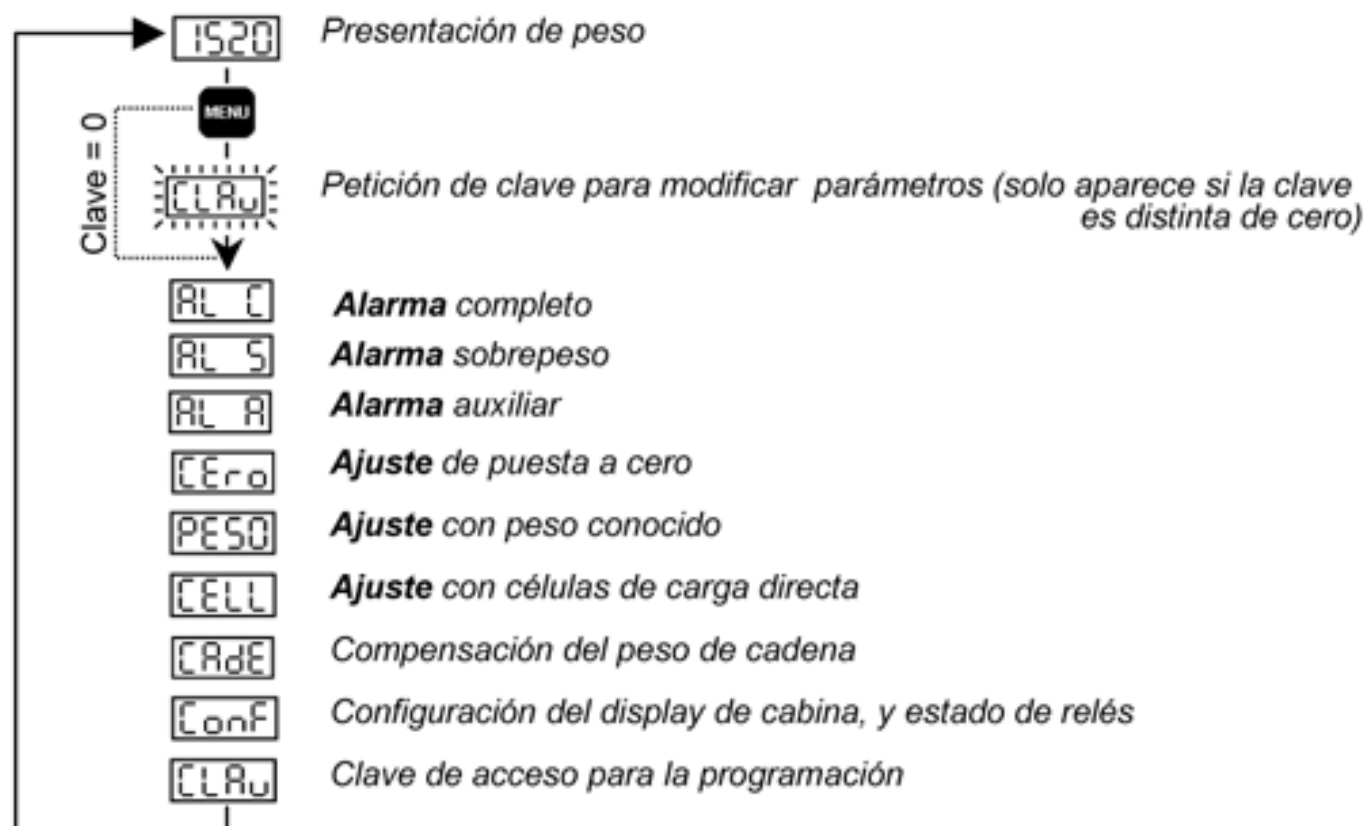 1520 Presentación de peso
MENU
Clave = 0
CLAv Petición de clave para modificar parámetros (solo aparece si la clave
es distinta de cero)
AL C Alarma completo
AL S Alarma sobrepeso
AL A Alarma auxiliar
CEro Ajuste de puesta a cero
PESO Ajuste con peso conocido
CELL Ajuste con células de carga directa
CAdE Compensación del peso de cadena
ConF Configuración del display de cabina, y estado de relés
CLAv Clave de acceso para la programación